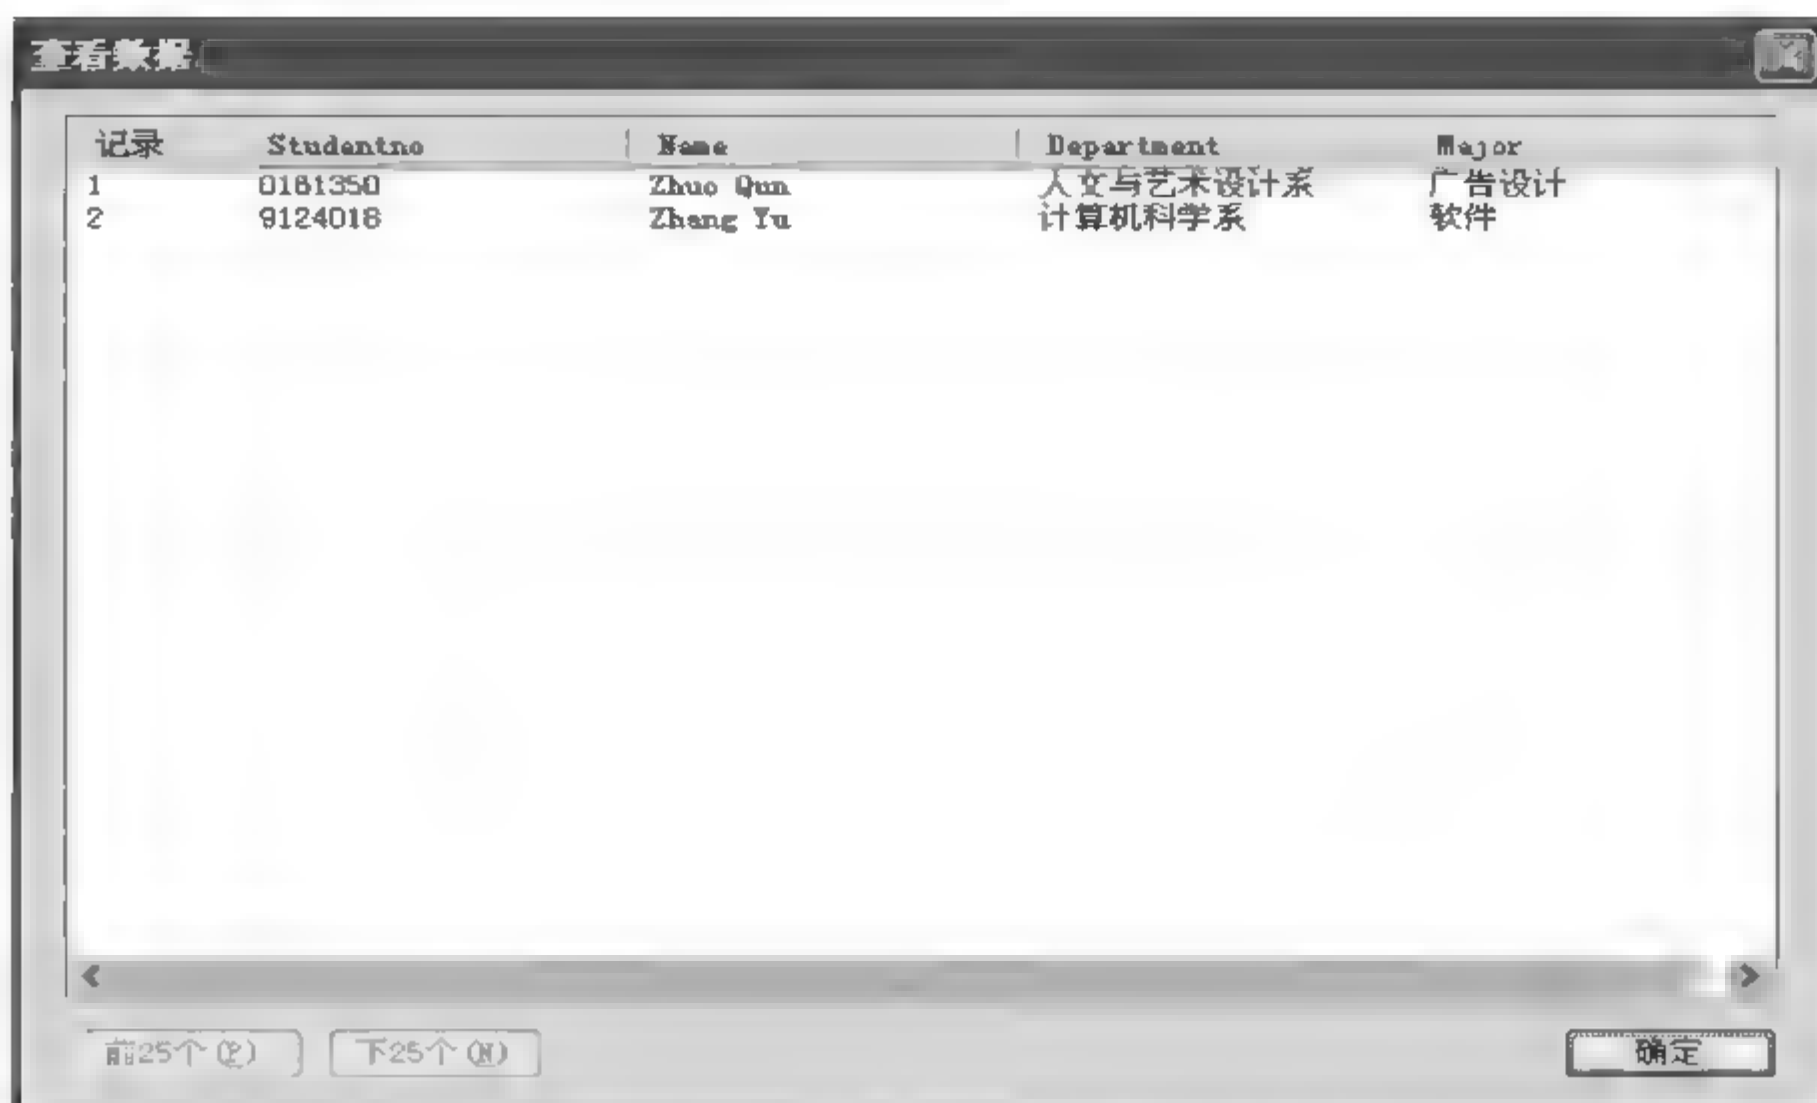 查看数据
记录 Studentno Name Department Major
1 0181350 Zhuo Qun 人文与艺术设计系 广告设计
2 9124018 Zhang Yu 计算机科学系 软件
前25个(P) 下25个(N) 确定